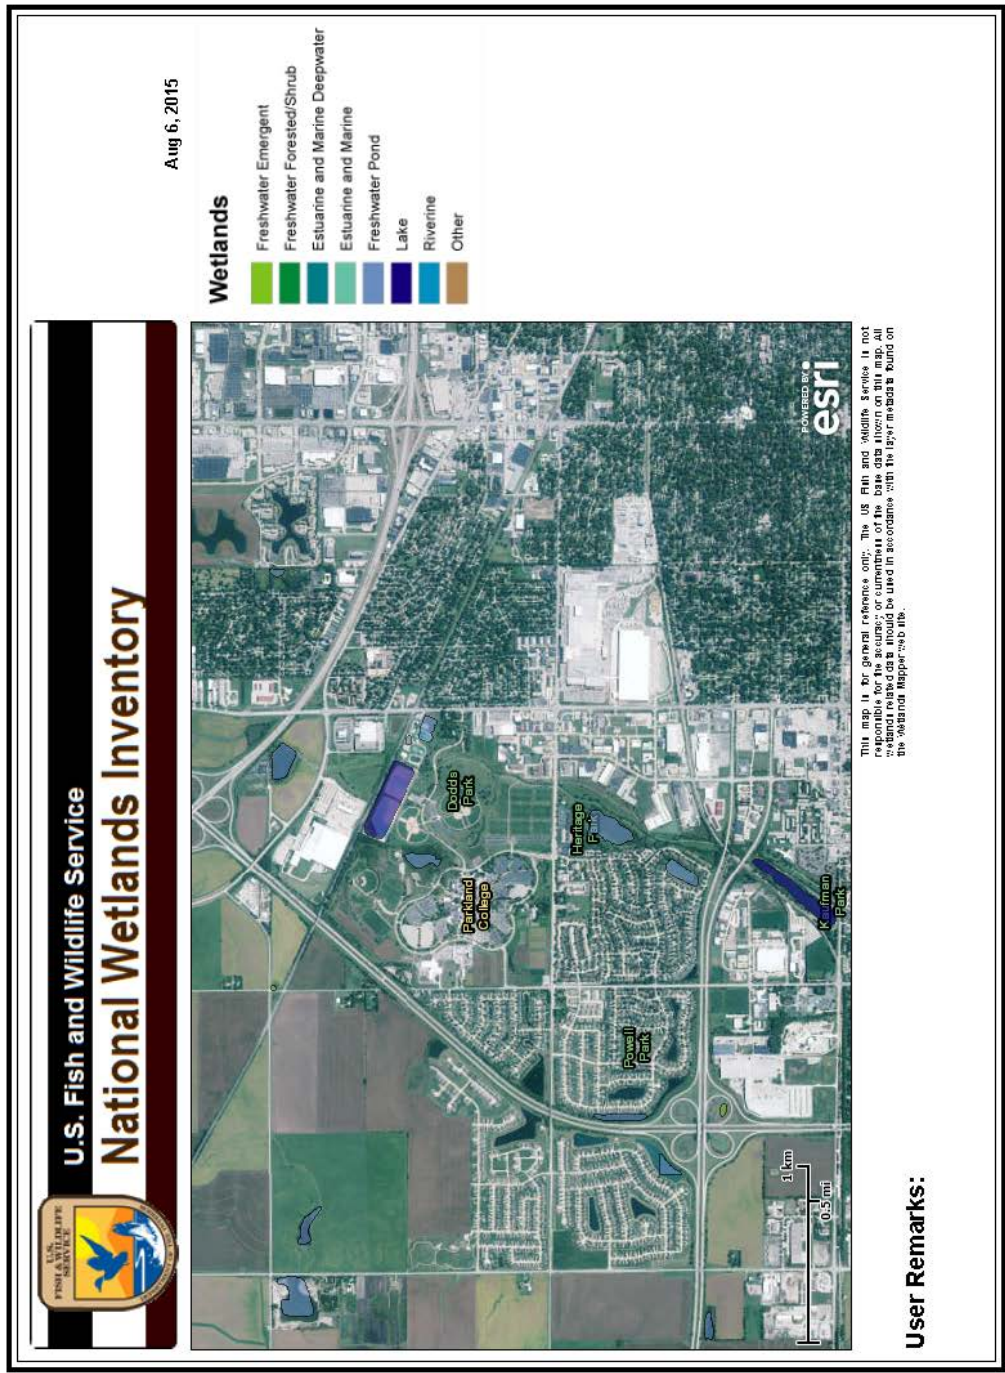 U.S.
FISH & WILDLIFE
SERVICE
U.S. Fish and Wildlife Service
National Wetlands Inventory
Aug 6, 2015
Wetlands
Freshwater Emergent
Freshwater Forested/Shrub
Estuarine and Marine Deepwater
Estuarine and Marine
Freshwater Pond
Lake
Riverine
Other
Parkland
College
Dodds
Park
Heritage
Park
Powell
Park
Kaufman
Park
1 km
0.5 mi
POWERED BY
esri
This map is for general reference only. The US Fish and Wildlife Service is not
responsible for the accuracy or currentness of the base data shown on this map. All
wetlands related data should be used in accordance with the layer metadata found on
the Wetlands Mapper web site.
User Remarks: